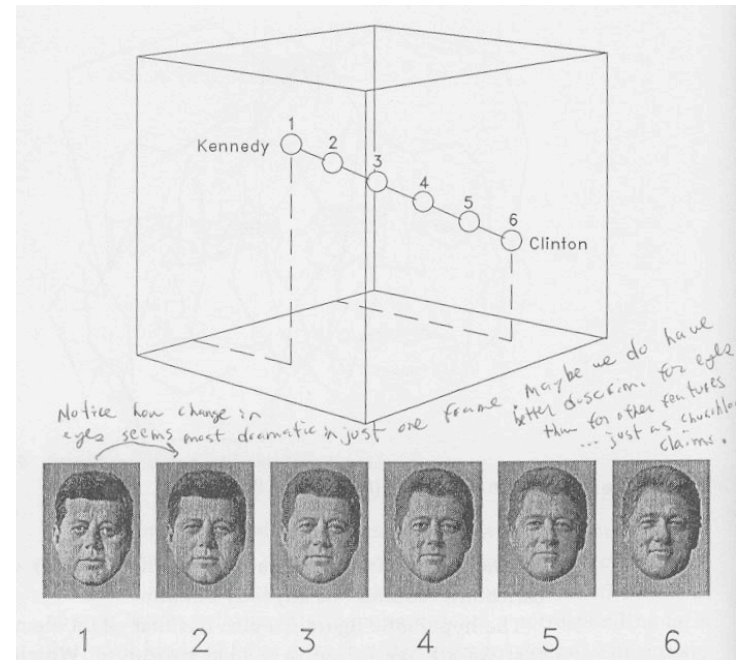 1
Kennedy
2
3
4
5
6
Clinton
Notice how change in
eyes seems most dramatic in just one frame. Maybe we do have
better discrim. for eyes
than for other features
... just as
claims.
1 2 3 4 5 6